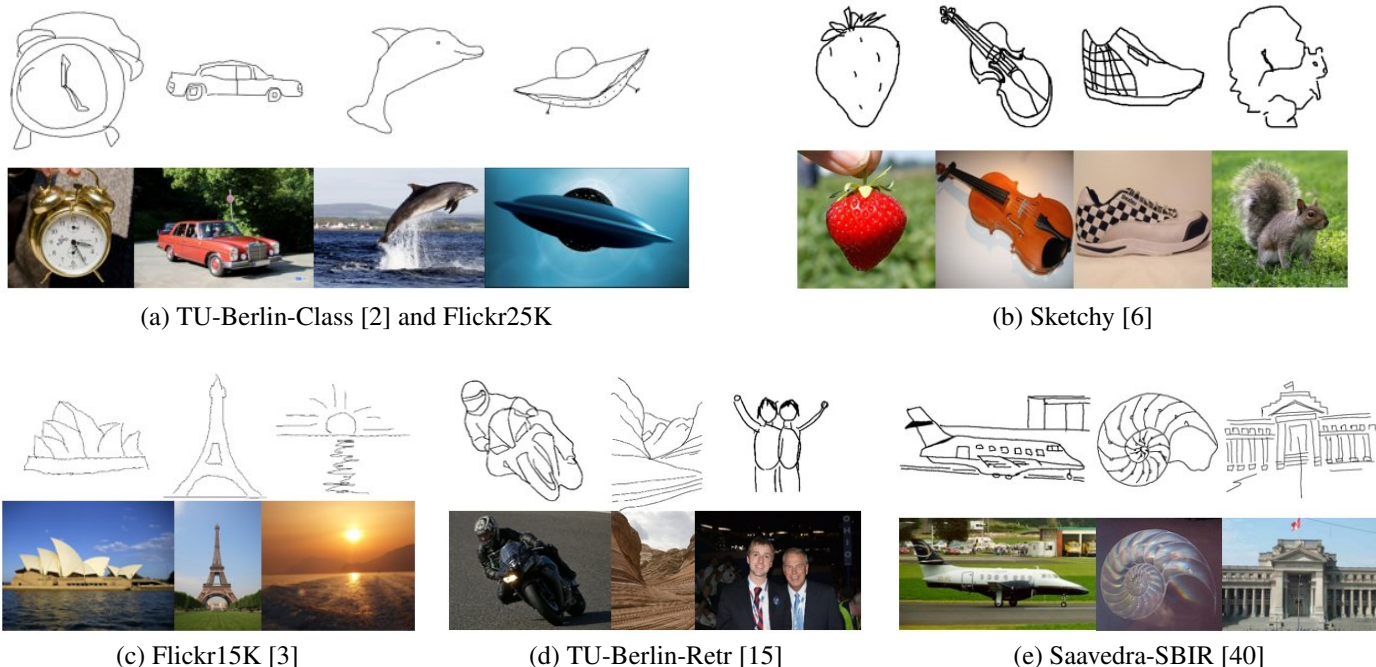 (a) TU-Berlin-Class [2] and Flickr25K
(b) Sketchy [6]
(c) Flickr15K [3]
(d) TU-Berlin-Retr [15]
(e) Saavedra-SBIR [40]